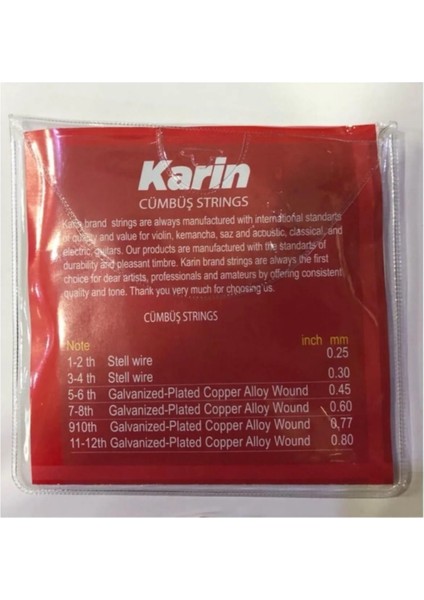 Karin
CÜMBÜŞ STRINGS
Karin brand strings are always manufactured with international standarts
of quality and value for violin, kemancha, saz and acoustic, classical, and
electric guitars. Our products are manufactured with the standarts of
durability and pleasant timbre. Karin brand strings are always the first
choice for dear artists, professionals and amateurs by offering consistent
quality and tone. Thank you very much for choosing us.
CÜMBÜŞ STRINGS
Note inch mm
1-2 th Stell wire 0.25
3-4 th Stell wire 0.30
5-6 th Galvanized-Plated Copper Alloy Wound 0.45
7-8th Galvanized-Plated Copper Alloy Wound 0.60
910th Galvanized-Plated Copper Alloy Wound 0,77
11-12th Galvanized-Plated Copper Alloy Wound 0.80